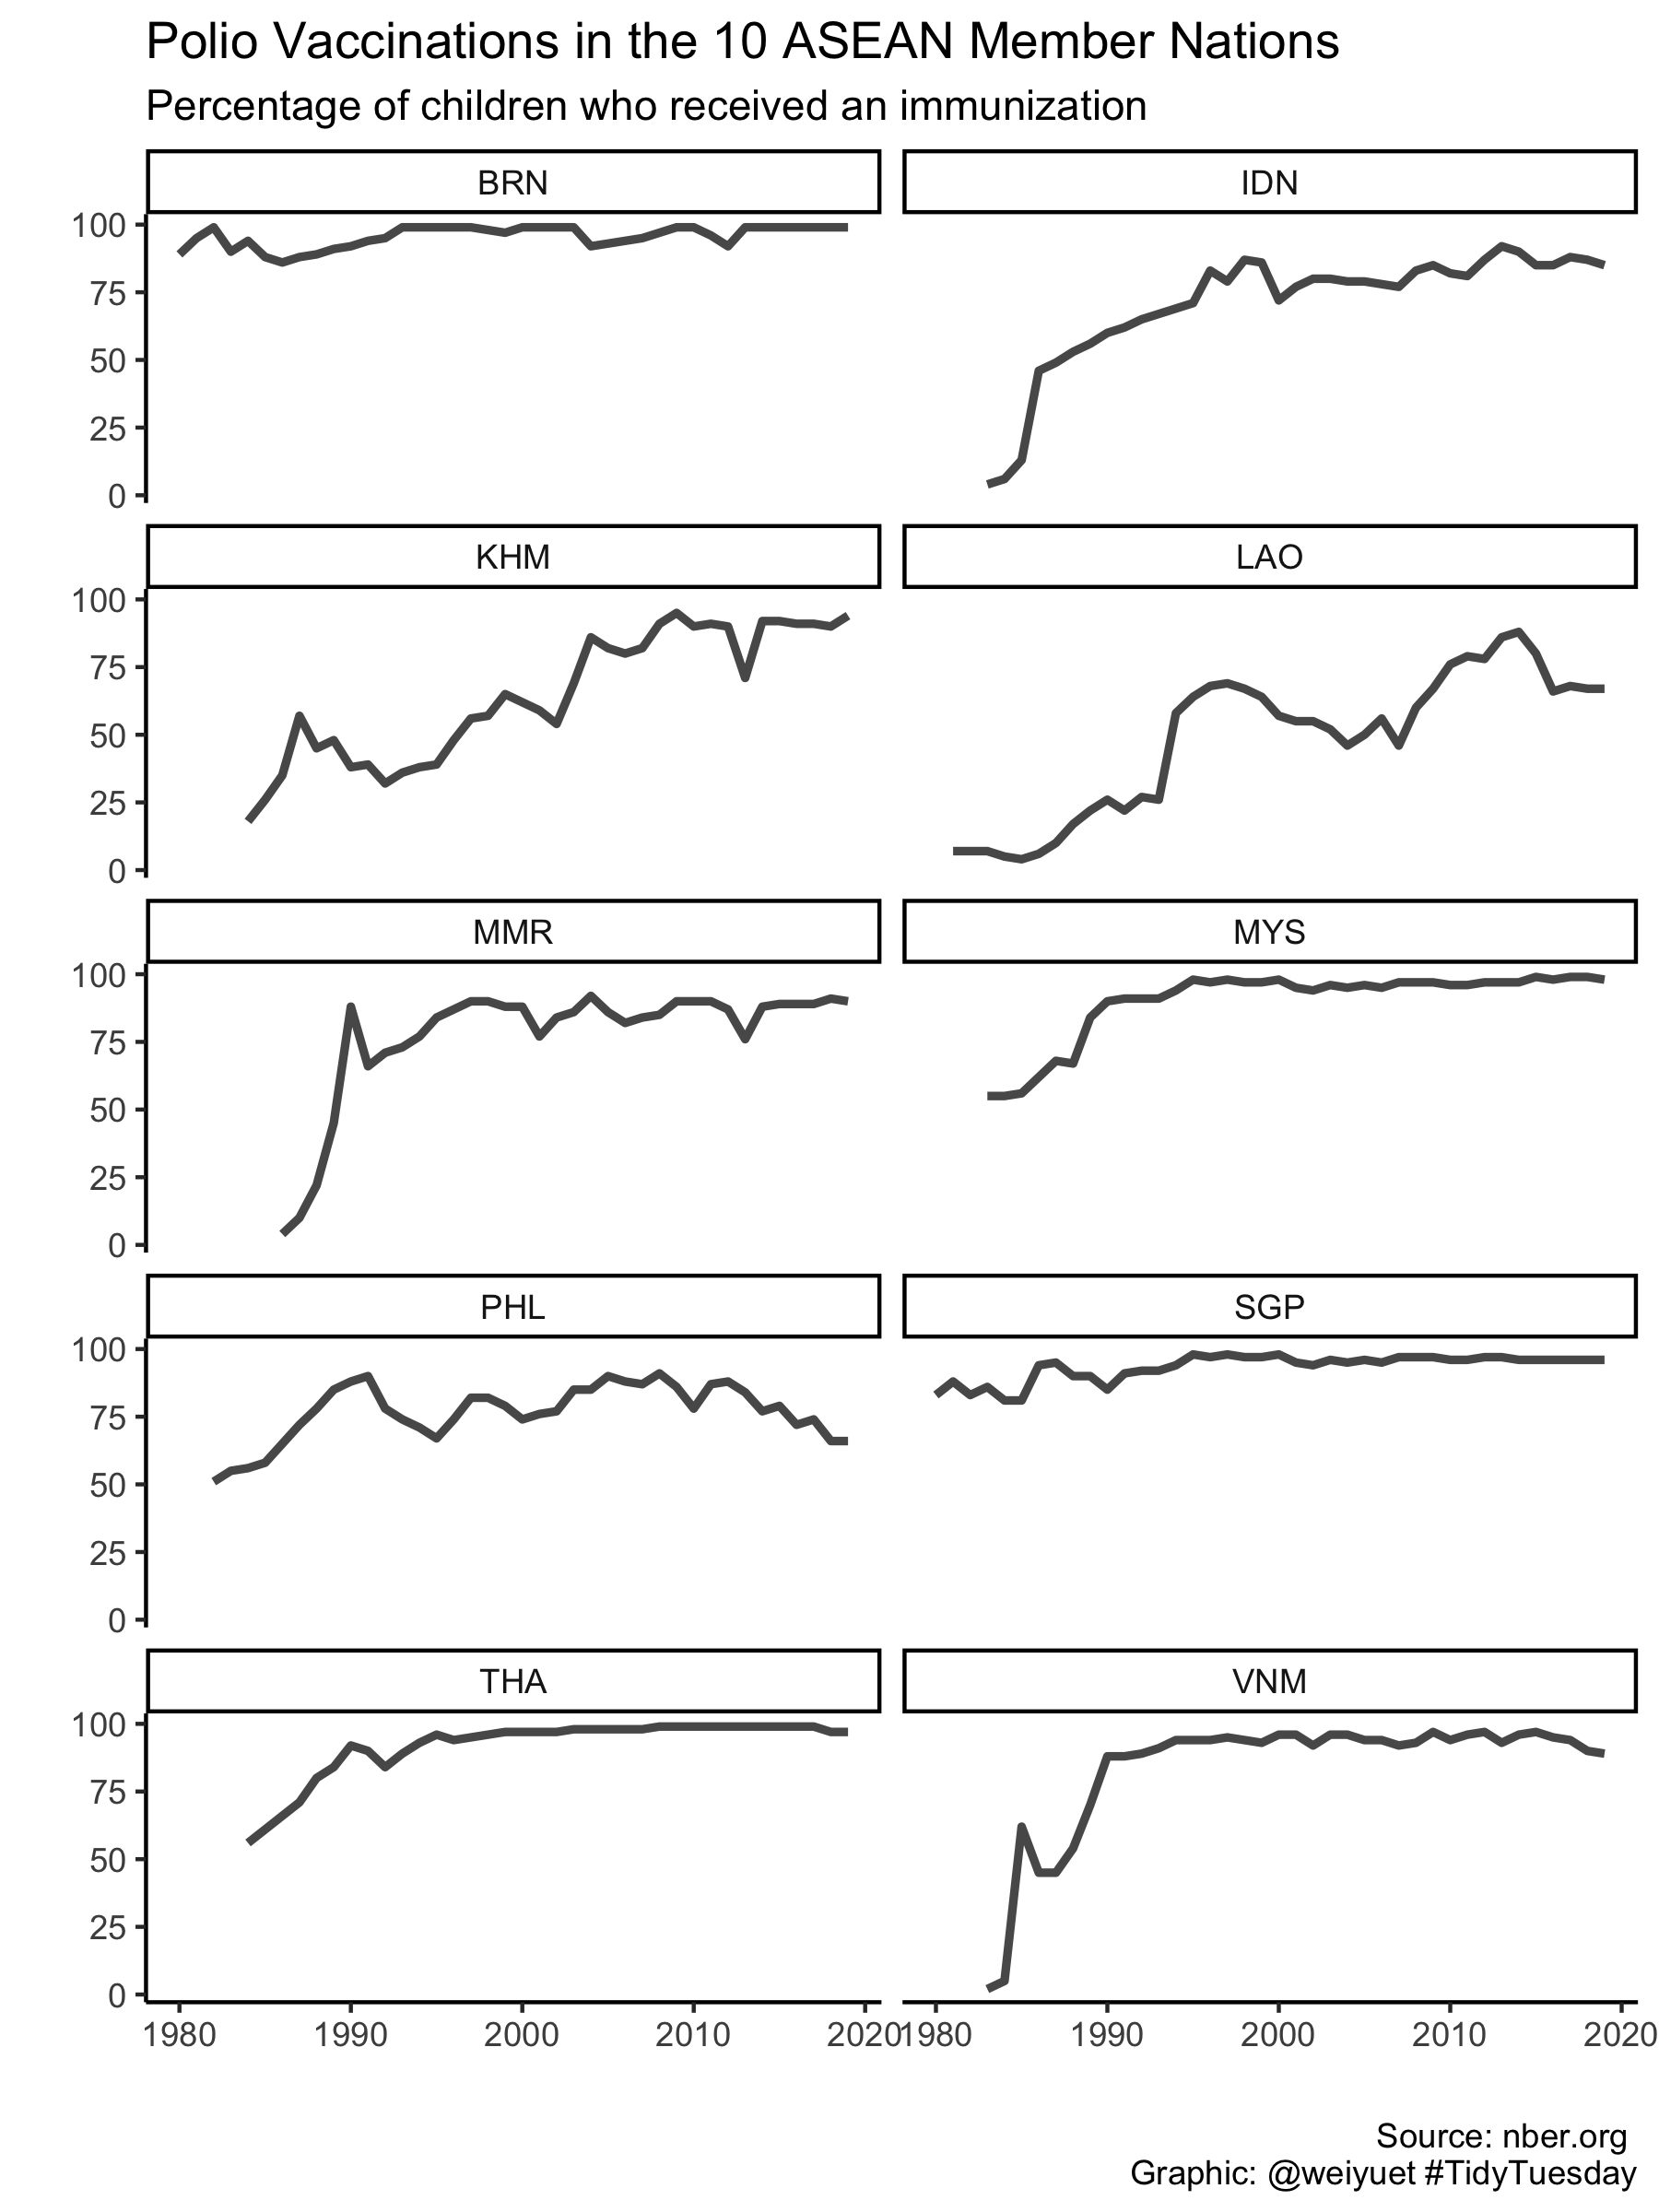 Polio Vaccinations in the 10 ASEAN Member Nations
Percentage of children who received an immunization
BRN
IDN
100
75
50
25
0
KHM
LAO
100
75
50
25
0
MMR
MYS
100
75
50
25
0
PHL
SGP
100
75
50
25
0
THA
VNM
100
75
50
25
0
1980 1990 2000 2010 2020 1980 1990 2000 2010 2020
Source: nber.org
Graphic: @weiyuet #TidyTuesday